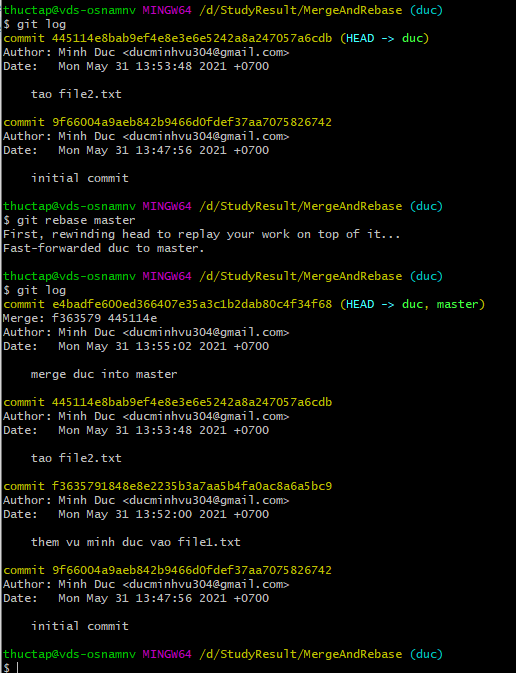 thuctap@vds-osnamnv MINGW64 /d/StudyResult/MergeAndRebase (duc)
$ git log
commit 445114e8bab9ef4e8e3e6e5242a8a247057a6cdb (HEAD -> duc)
Author: Minh Duc <ducminhvu304@gmail.com>
Date:   Mon May 31 13:53:48 2021 +0700
    tao file2.txt
commit 9f66004a9aeb842b9466d0fdef37aa7075826742
Author: Minh Duc <ducminhvu304@gmail.com>
Date:   Mon May 31 13:47:56 2021 +0700
    initial commit
thuctap@vds-osnamnv MINGW64 /d/StudyResult/MergeAndRebase (duc)
$ git rebase master
First, rewinding head to replay your work on top of it...
Fast-forwarded duc to master.
thuctap@vds-osnamnv MINGW64 /d/StudyResult/MergeAndRebase (duc)
$ git log
commit e4badfe600ed366407e35a3c1b2dab80c4f34f68 (HEAD -> duc, master)
Merge: f363579 445114e
Author: Minh Duc <ducminhvu304@gmail.com>
Date:   Mon May 31 13:55:02 2021 +0700
    merge duc into master
commit 445114e8bab9ef4e8e3e6e5242a8a247057a6cdb
Author: Minh Duc <ducminhvu304@gmail.com>
Date:   Mon May 31 13:53:48 2021 +0700
    tao file2.txt
commit f3635791848e8e2235b3a7aa5b4fa0ac8a6a5bc9
Author: Minh Duc <ducminhvu304@gmail.com>
Date:   Mon May 31 13:52:00 2021 +0700
    them vu minh duc vao file1.txt
commit 9f66004a9aeb842b9466d0fdef37aa7075826742
Author: Minh Duc <ducminhvu304@gmail.com>
Date:   Mon May 31 13:47:56 2021 +0700
    initial commit
thuctap@vds-osnamnv MINGW64 /d/StudyResult/MergeAndRebase (duc)
$